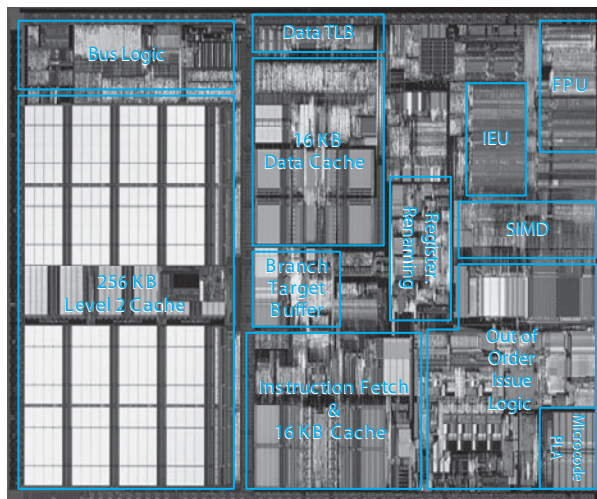 Bus Logic
Data TLB
FPU
16 KB
Data Cache
IEU
Register
Renaming
SIMD
256 KB
Level 2 Cache
Branch
Target
Buffer
Out of
Order
Issue
Logic
Instruction Fetch
&
16 KB Cache
Microcode
PLA